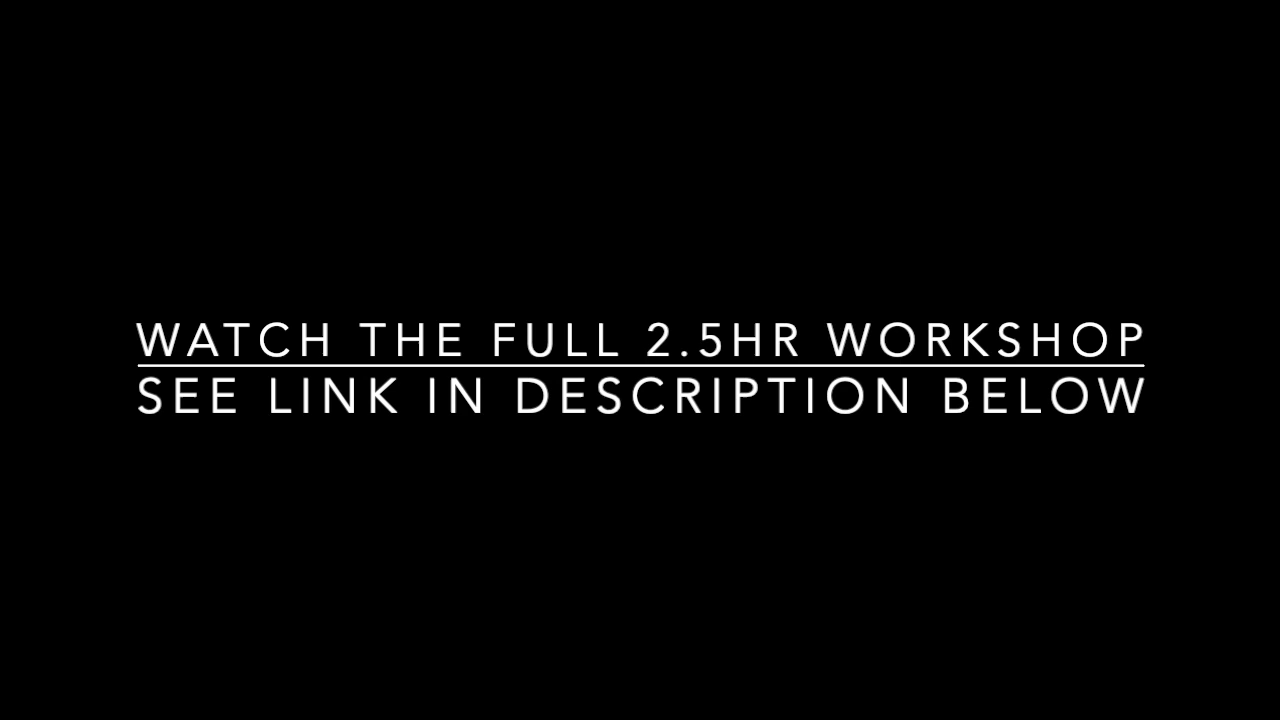 WATCH THE FULL 2.5HR WORKSHOP
SEE LINK IN DESCRIPTION BELOW